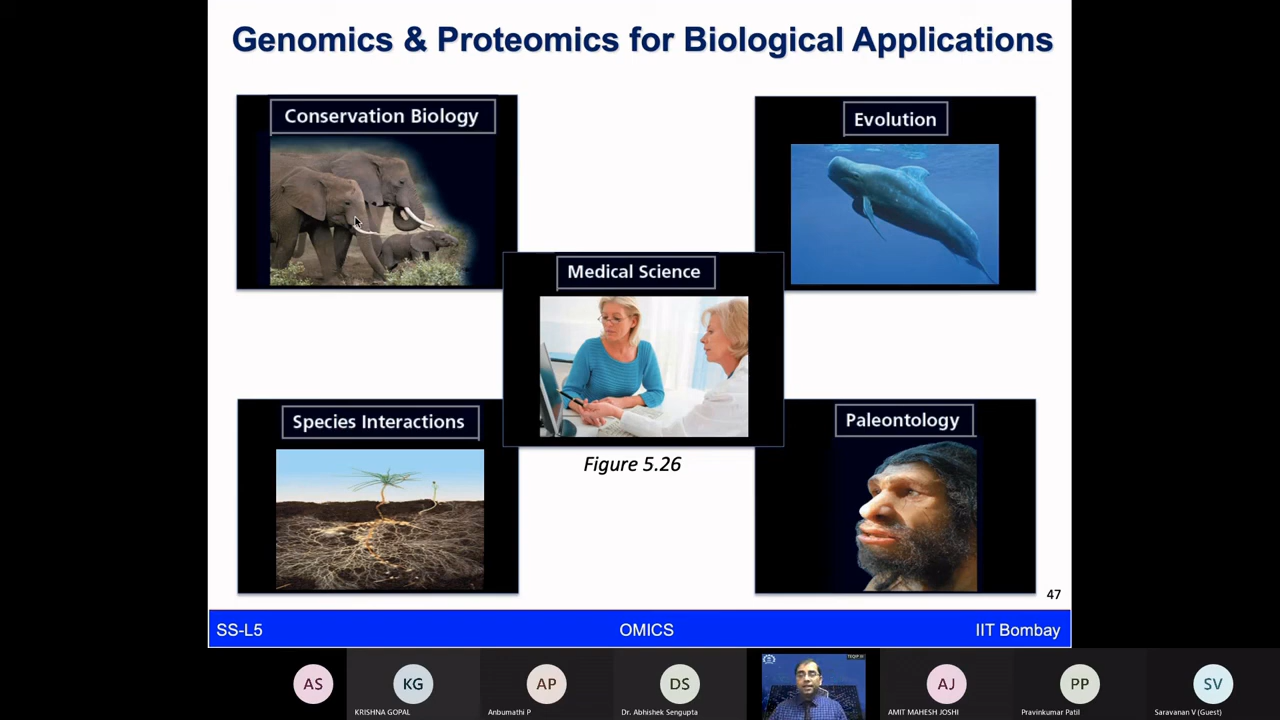 Genomics & Proteomics for Biological Applications
Conservation Biology
Evolution
Medical Science
Species Interactions
Paleontology
Figure 5.26
47
SS-L5
OMICS
IIT Bombay
AS
KG
AP
DS
TEQIP III
AJ
PP
SV
KRISHNA GOPAL
Anbumathi P
Dr. Abhishek Sengupta
AMIT MAHESH JOSHI
Pravinkumar Patil
Saravanan V (Guest)